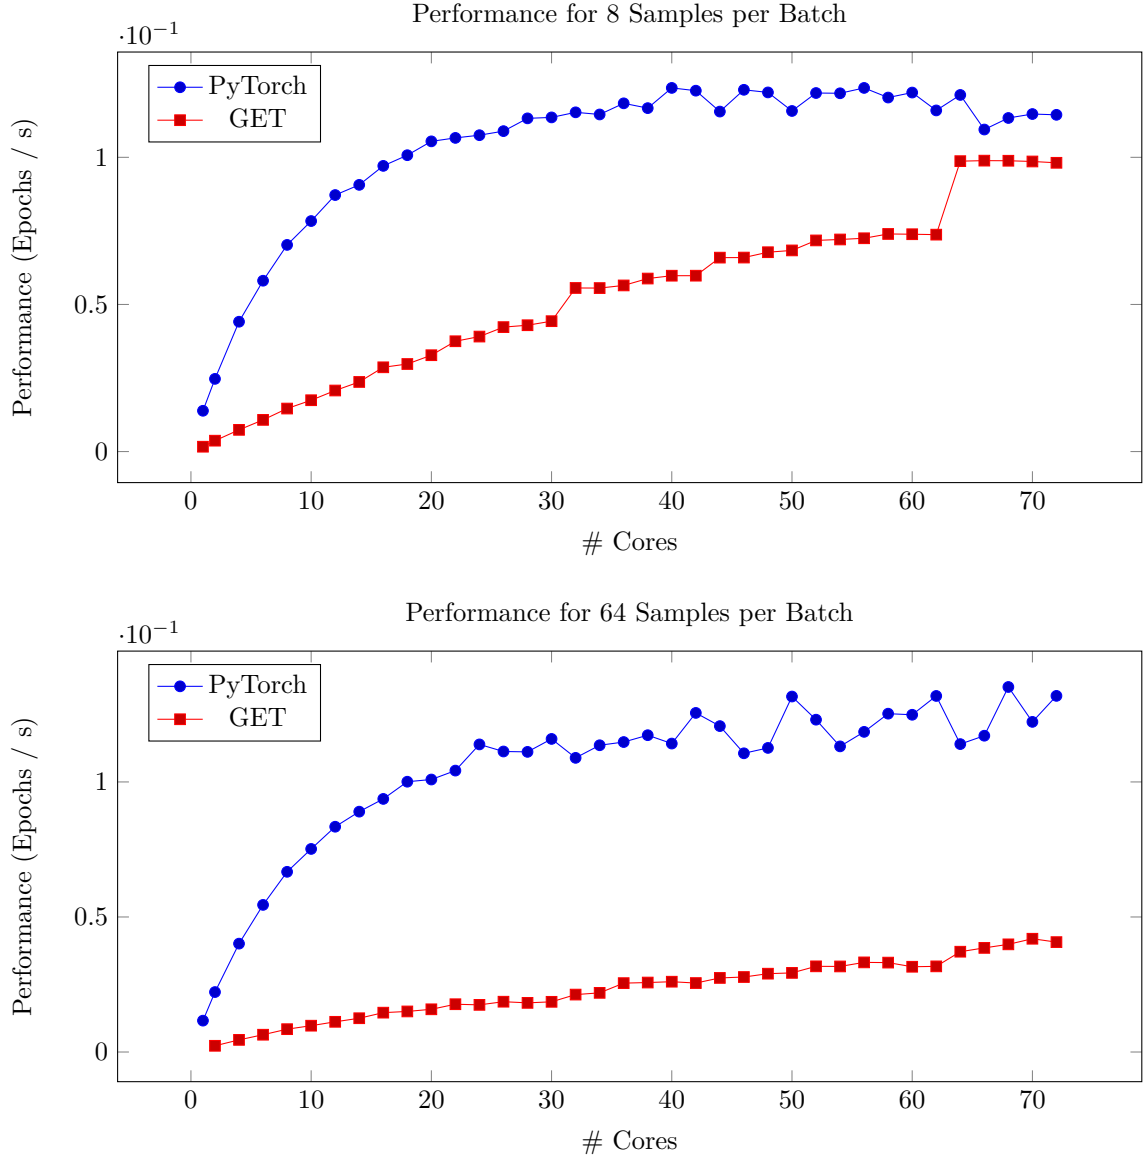 Performance for 8 Samples per Batch
·10⁻¹
PyTorch
GET
1
0.5
0
Performance (Epochs / s)
0 10 20 30 40 50 60 70
# Cores
Performance for 64 Samples per Batch
·10⁻¹
PyTorch
GET
1
0.5
0
Performance (Epochs / s)
0 10 20 30 40 50 60 70
# Cores